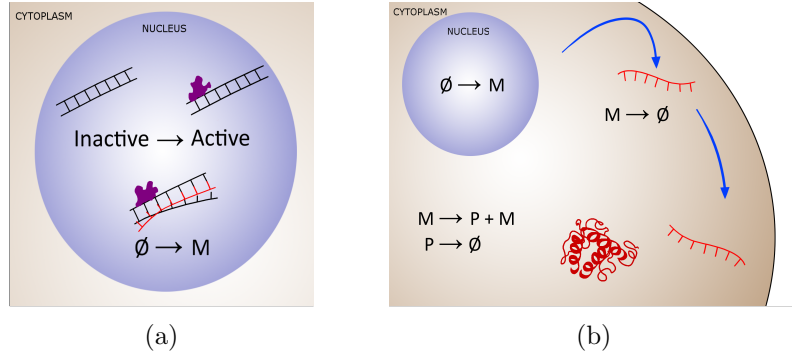 CYTOPLASM
NUCLEUS
Inactive → Active
Ø → M
(a)
CYTOPLASM
NUCLEUS
Ø → M
M → Ø
M → P + M
P → Ø
(b)